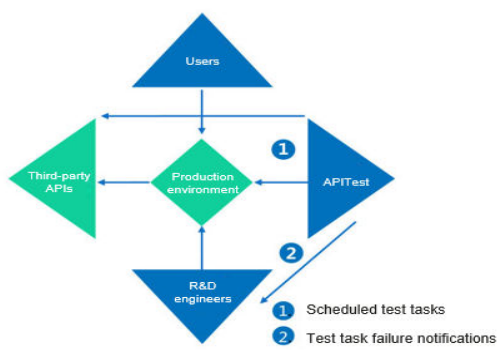 Users
Third-party
APIs
Production
environment
1
APITest
2
R&D
engineers
1 Scheduled test tasks
2 Test task failure notifications